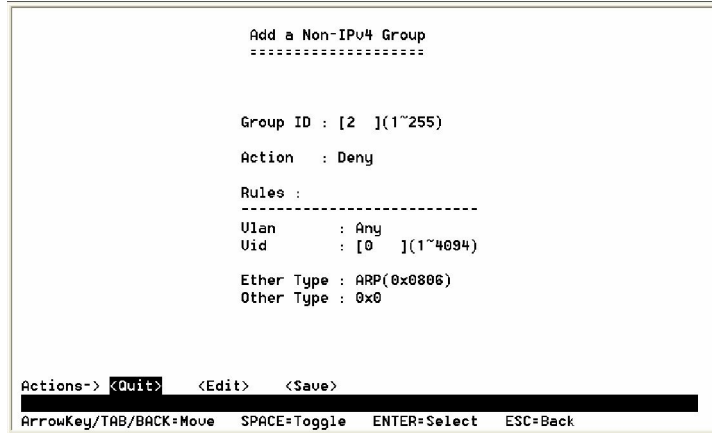 Add a Non-IPv4 Group
====================
Group ID : [2  ](1~255)
Action   : Deny
Rules :
---------------------------
Vlan       : Any
Vid        : [0   ](1~4094)
Ether Type : ARP(0x0806)
Other Type : 0x0
Actions-> <Quit>    <Edit>    <Save>
ArrowKey/TAB/BACK=Move   SPACE=Toggle   ENTER=Select   ESC=Back